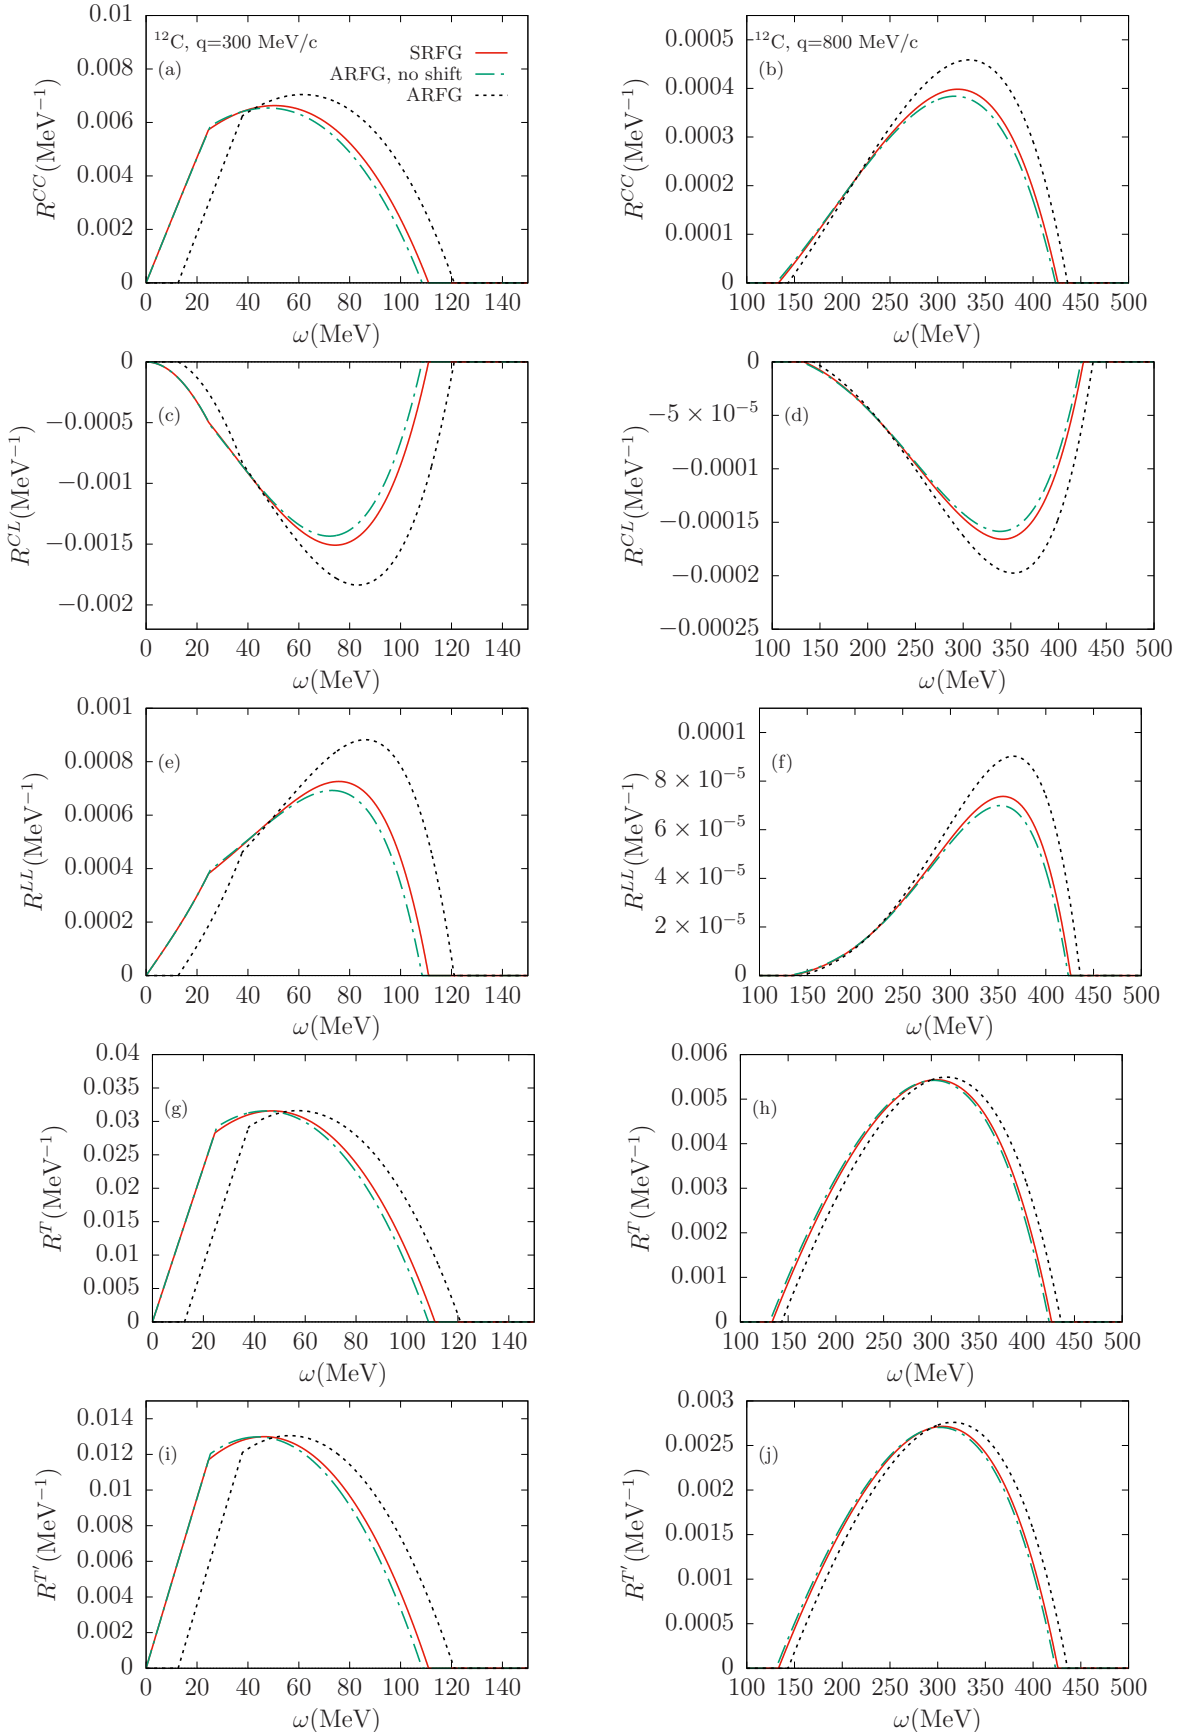 ¹²C, q=300 MeV/c
(a)
SRFG
ARFG, no shift
ARFG
R^{CC}(MeV⁻¹)
0.01
0.008
0.006
0.004
0.002
0
0 20 40 60 80 100 120 140
ω(MeV)
¹²C, q=800 MeV/c
(b)
R^{CC}(MeV⁻¹)
0.0005
0.0004
0.0003
0.0002
0.0001
0
100 150 200 250 300 350 400 450 500
ω(MeV)
(c)
R^{CL}(MeV⁻¹)
0
−0.0005
−0.001
−0.0015
−0.002
0 20 40 60 80 100 120 140
ω(MeV)
(d)
R^{CL}(MeV⁻¹)
0
−5 × 10⁻⁵
−0.0001
−0.00015
−0.0002
−0.00025
100 150 200 250 300 350 400 450 500
ω(MeV)
(e)
R^{LL}(MeV⁻¹)
0.001
0.0008
0.0006
0.0004
0.0002
0
0 20 40 60 80 100 120 140
ω(MeV)
(f)
R^{LL}(MeV⁻¹)
0.0001
8 × 10⁻⁵
6 × 10⁻⁵
4 × 10⁻⁵
2 × 10⁻⁵
0
100 150 200 250 300 350 400 450 500
ω(MeV)
(g)
R^{T}(MeV⁻¹)
0.04
0.035
0.03
0.025
0.02
0.015
0.01
0.005
0
0 20 40 60 80 100 120 140
ω(MeV)
(h)
R^{T}(MeV⁻¹)
0.006
0.005
0.004
0.003
0.002
0.001
0
100 150 200 250 300 350 400 450 500
ω(MeV)
(i)
R^{T′}(MeV⁻¹)
0.014
0.012
0.01
0.008
0.006
0.004
0.002
0
0 20 40 60 80 100 120 140
ω(MeV)
(j)
R^{T′}(MeV⁻¹)
0.003
0.0025
0.002
0.0015
0.001
0.0005
0
100 150 200 250 300 350 400 450 500
ω(MeV)